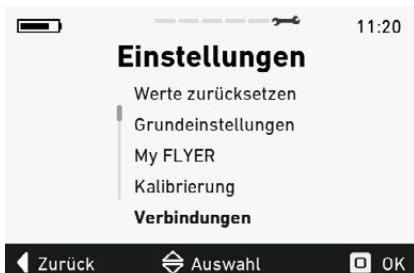 11:20
Einstellungen
Werte zurücksetzen
Grundeinstellungen
My FLYER
Kalibrierung
Verbindungen
Zurück Auswahl OK